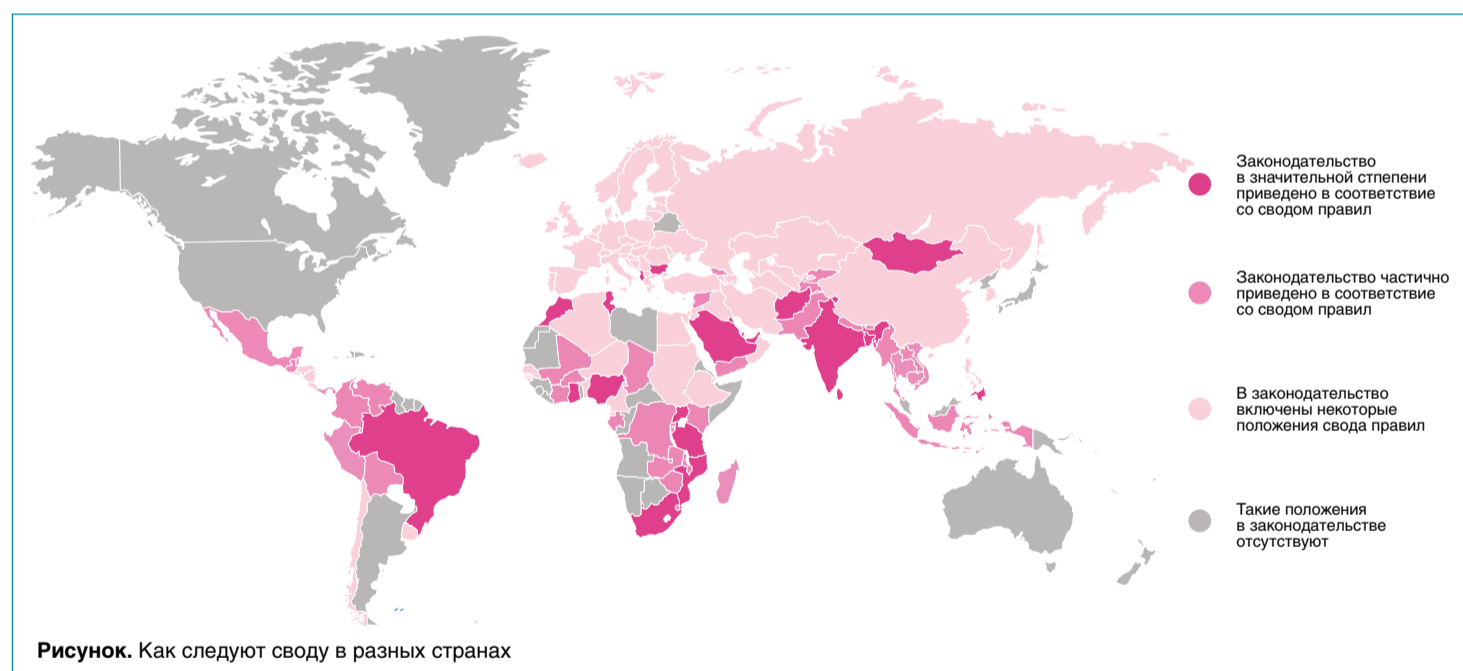 Законодательство
в значительной стпепени
приведено в соответствие
со сводом правил
Законодательство частично
приведено в соответствие
со сводом правил
В законодательство
включены некоторые
положения свода правил
Такие положения
в законодательстве
отсутствуют
Рисунок. Как следуют своду в разных странах